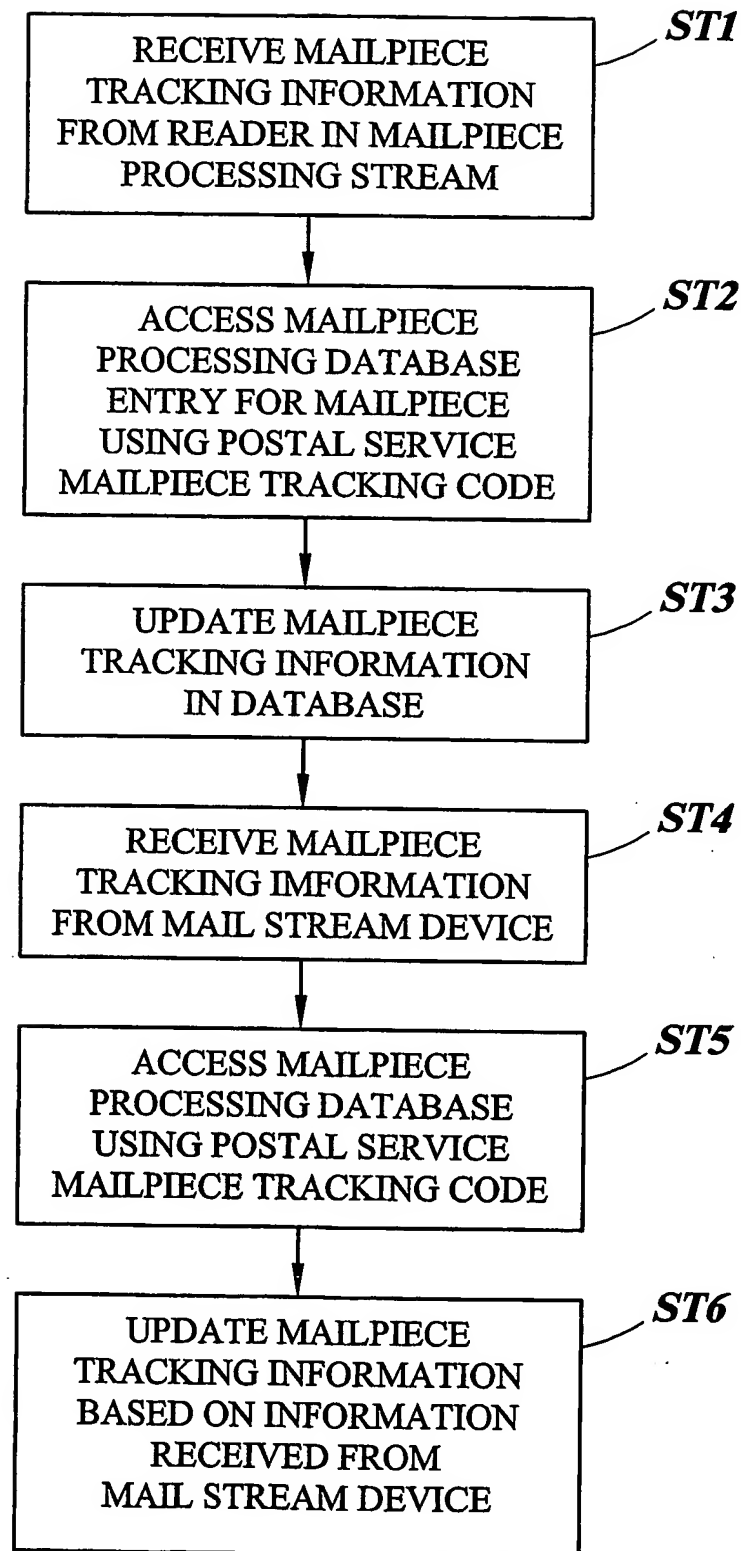 ST1
RECEIVE MAILPIECE
TRACKING INFORMATION
FROM READER IN MAILPIECE
PROCESSING STREAM
ST2
ACCESS MAILPIECE
PROCESSING DATABASE
ENTRY FOR MAILPIECE
USING POSTAL SERVICE
MAILPIECE TRACKING CODE
ST3
UPDATE MAILPIECE
TRACKING INFORMATION
IN DATABASE
ST4
RECEIVE MAILPIECE
TRACKING IMFORMATION
FROM MAIL STREAM DEVICE
ST5
ACCESS MAILPIECE
PROCESSING DATABASE
USING POSTAL SERVICE
MAILPIECE TRACKING CODE
ST6
UPDATE MAILPIECE
TRACKING INFORMATION
BASED ON INFORMATION
RECEIVED FROM
MAIL STREAM DEVICE